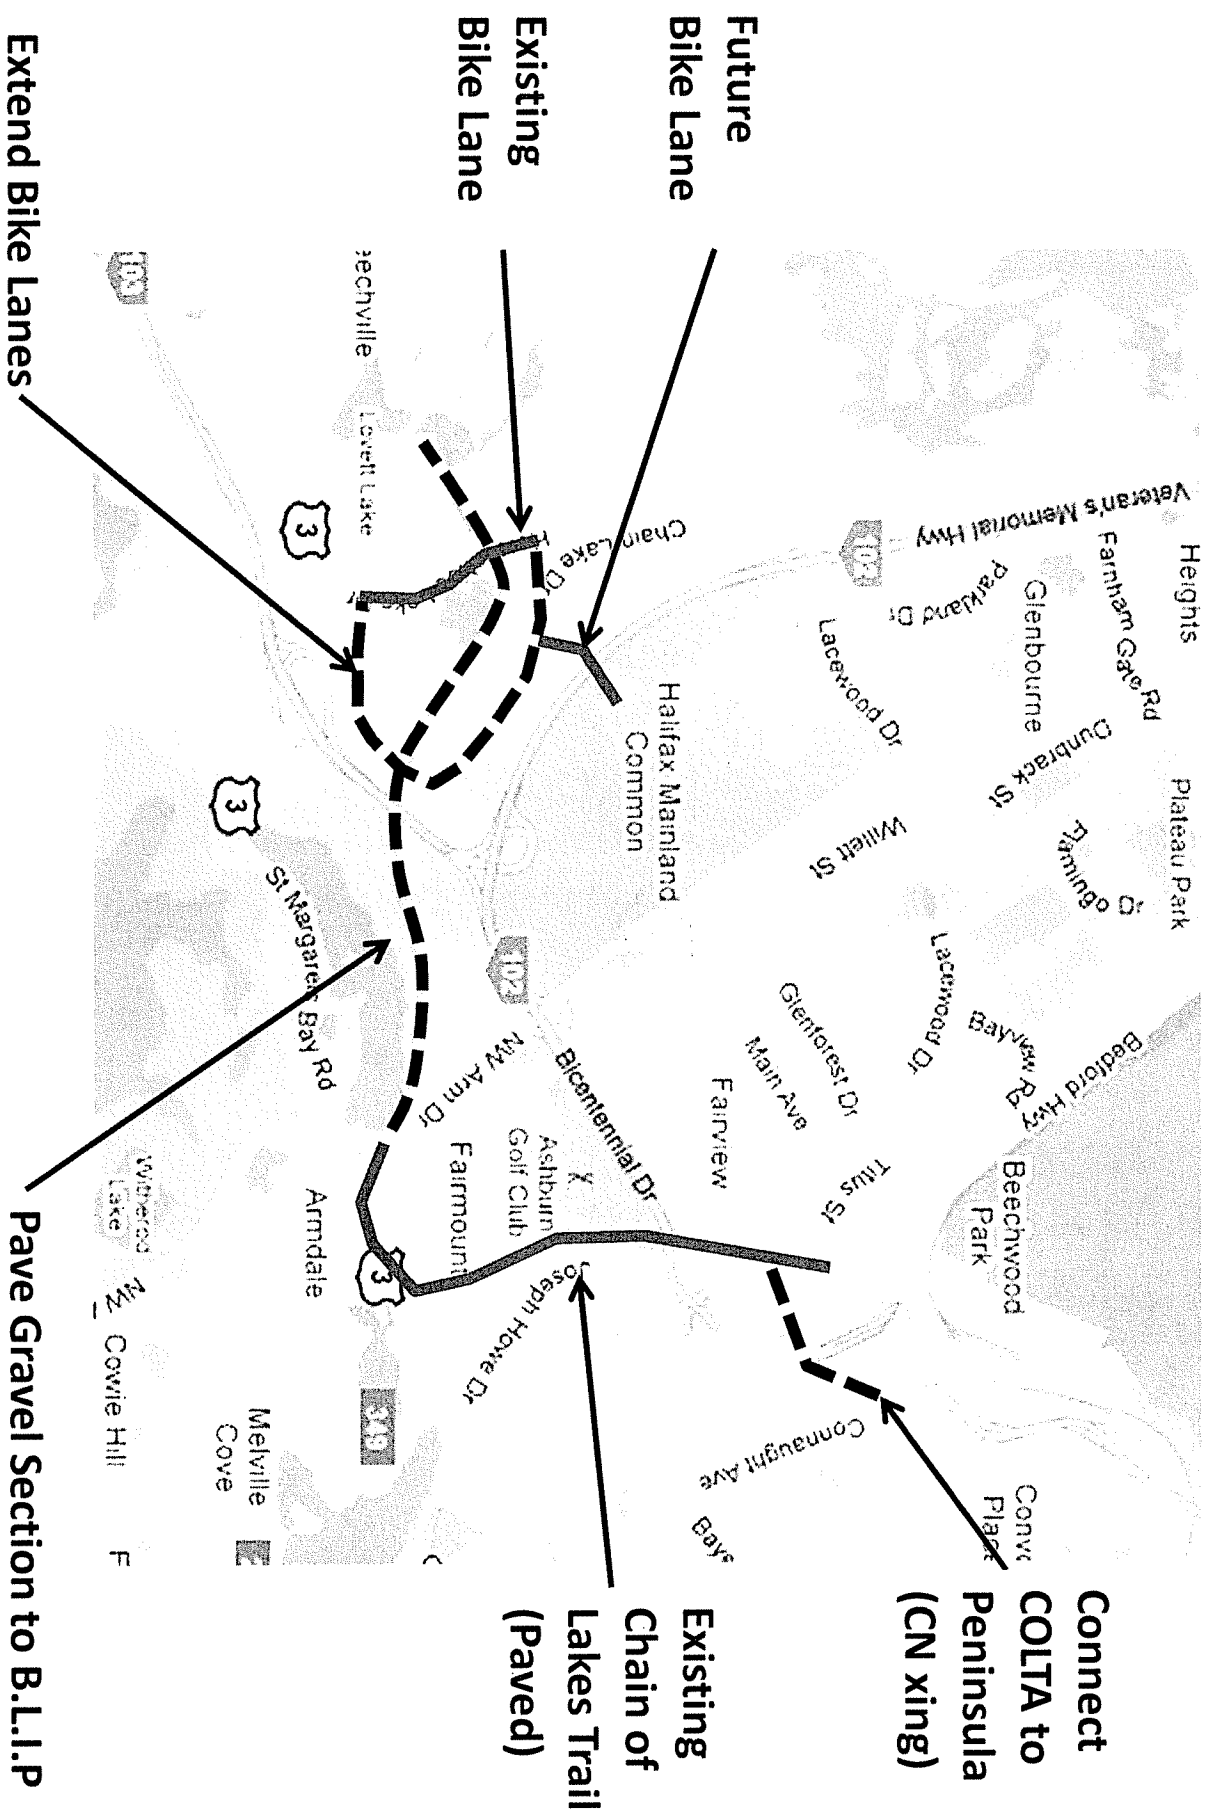 Future
Bike Lane
Existing
Bike Lane
Extend Bike Lanes
Connect
COLTA to
Peninsula
(CN xing)
Existing
Chain of
Lakes Trail
(Paved)
Pave Gravel Section to B.L.I.P
Heights
Veteran's Memorial Hwy
Farnham Gate Rd
Glenbourne
Parkland Dr
Plateau Park
Dunbrack St
Flamingo Dr
Lacewood Dr
Willett St
Bedford Hwy
Bayview Rd
Lacewood Dr
Beechwood
Park
Glenforest Dr
Main Ave
Titus St
Fairview
Halifax Mainland
Common
Chain Lake Dr
102
Bicentennial Dr
Connaught Ave
Bays
NW Arm Dr
Ashburn
Golf Club
Fairmount
Joseph Howe Dr
eechville
Lovett Lake
3
3
St Margarets Bay Rd
Armdale
3
349
103
Melville
Cove
Withered
Lake
Cowie Hill